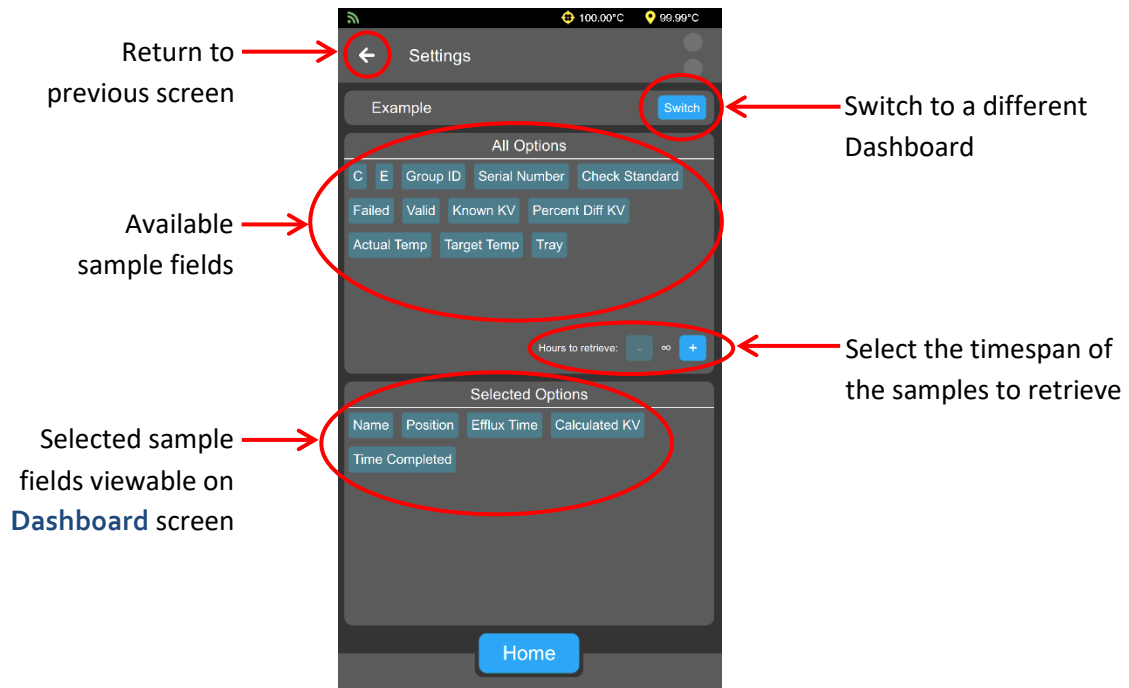 100.00°C 99.99°C
Return to
previous screen
Settings
Example
Switch
Switch to a different
Dashboard
All Options
C E Group ID Serial Number Check Standard
Failed Valid Known KV Percent Diff KV
Actual Temp Target Temp Tray
Available
sample fields
Hours to retrieve: - ∞ +
Select the timespan of
the samples to retrieve
Selected Options
Name Position Efflux Time Calculated KV
Time Completed
Selected sample
fields viewable on
Dashboard screen
Home